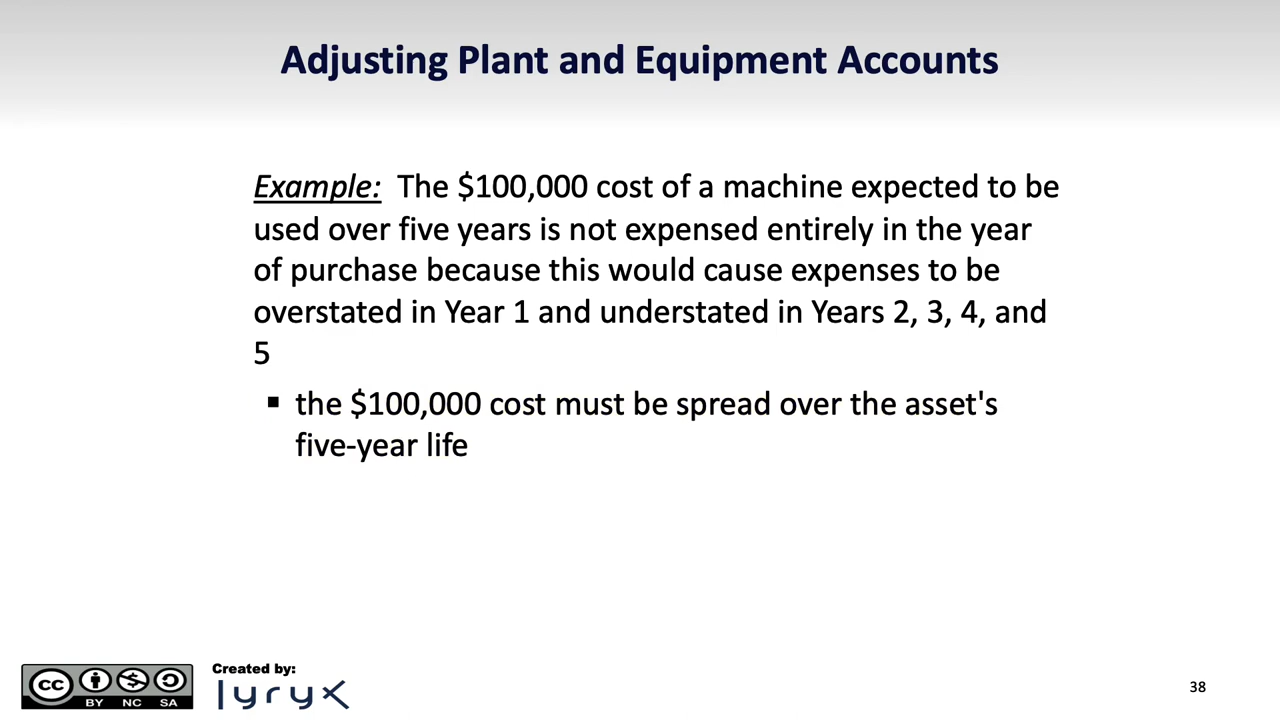 Adjusting Plant and Equipment Accounts
Example: The $100,000 cost of a machine expected to be
used over five years is not expensed entirely in the year
of purchase because this would cause expenses to be
overstated in Year 1 and understated in Years 2, 3, 4, and
5
▪ the $100,000 cost must be spread over the asset's
five-year life
cc
BY NC SA
Created by:
lyryx
38